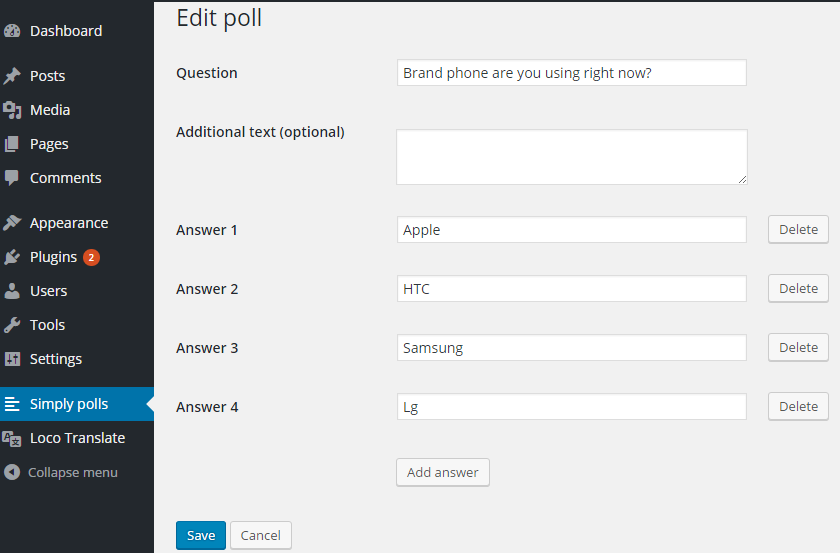 Edit poll
Dashboard
Posts
Media
Pages
Comments
Appearance
Plugins 2
Users
Tools
Settings
Simply polls
Loco Translate
Collapse menu
Question Brand phone are you using right now?
Additional text (optional)
Answer 1 Apple Delete
Answer 2 HTC Delete
Answer 3 Samsung Delete
Answer 4 Lg Delete
Add answer
Save Cancel